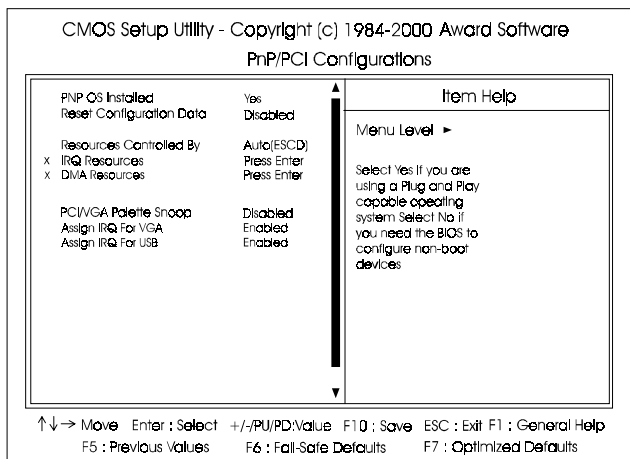 CMOS Setup Utility - Copyright (c) 1984-2000 Award Software
PnP/PCI Configurations
PNP OS Installed Yes
Reset Configuration Data Disabled
Resources Controlled By Auto(ESCD)
x IRQ Resources Press Enter
x DMA Resources Press Enter
PCI/VGA Palette Snoop Disabled
Assign IRQ For VGA Enabled
Assign IRQ For USB Enabled
Item Help
Menu Level ►
Select Yes if you are
using a Plug and Play
capable opeating
system Select No if
you need the BIOS to
configure non-boot
devices
↑↓→ Move Enter : Select +/-/PU/PD:Value F10 : Save ESC : Exit F1 : General Help
F5 : Previous Values F6 : Fail-Safe Defaults F7 : Optimized Defaults